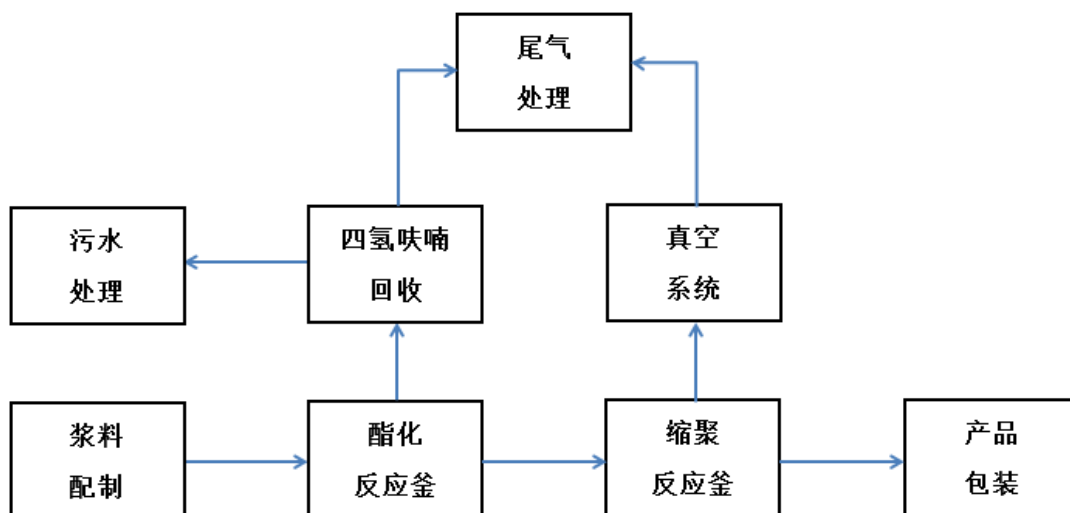 尾气
处理
污水
处理
四氢呋喃
回收
真空
系统
浆料
配制
酯化
反应釜
缩聚
反应釜
产品
包装